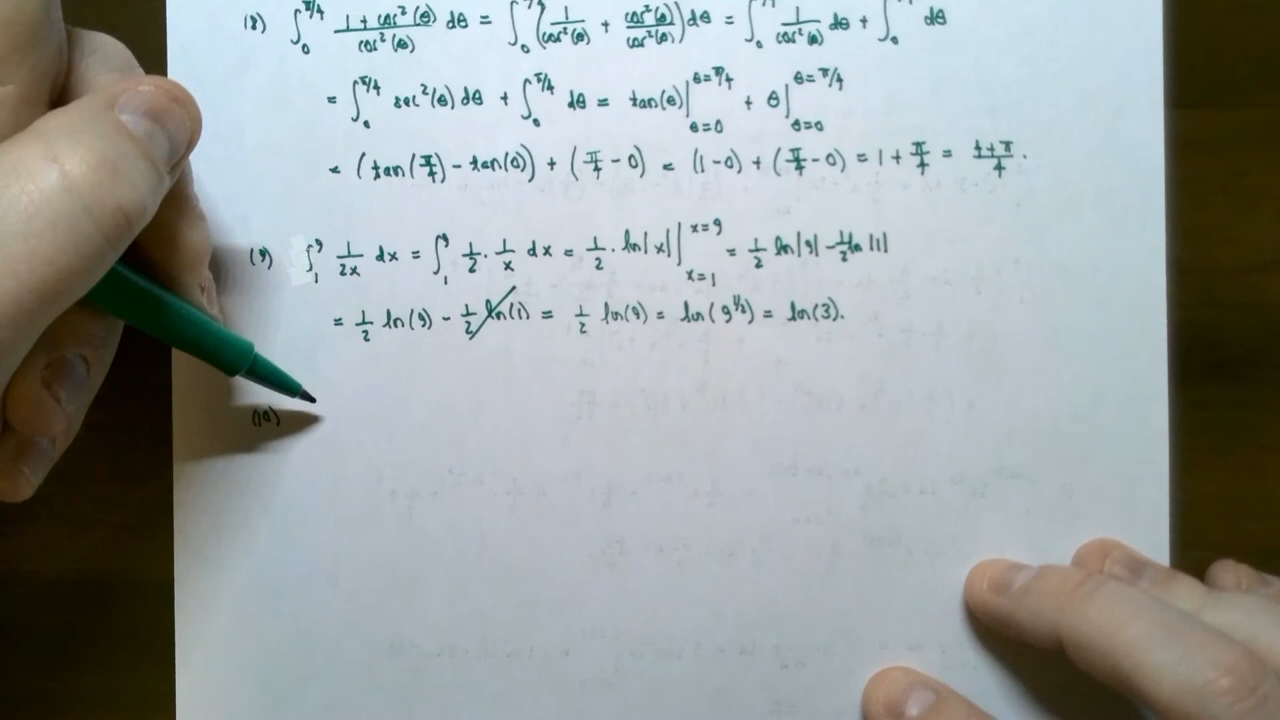 (8) ∫₀^{π/4} (1 + cos²(θ))/(cos²(θ)) dθ = ∫₀^{π/4} (1/cos²(θ) + cos²(θ)/cos²(θ)) dθ = ∫₀ 1/cos²(θ) dθ + ∫₀ dθ
= ∫₀^{π/4} sec²(θ) dθ + ∫₀^{π/4} dθ = tan(θ)|_{θ=0}^{θ=π/4} + θ|_{θ=0}^{θ=π/4}
= (tan(π/4) - tan(0)) + (π/4 - 0) = (1-0) + (π/4 - 0) = 1 + π/4 = (4+π)/4.
(9) ∫₁⁹ 1/(2x) dx = ∫₁⁹ 1/2 · 1/x dx = 1/2 · ln|x| |_{x=1}^{x=9} = 1/2 ln|9| - 1/2 ln|1|
= 1/2 ln(9) - 1/2 ln(1) = 1/2 ln(9) = ln(9^{1/2}) = ln(3).
(10)